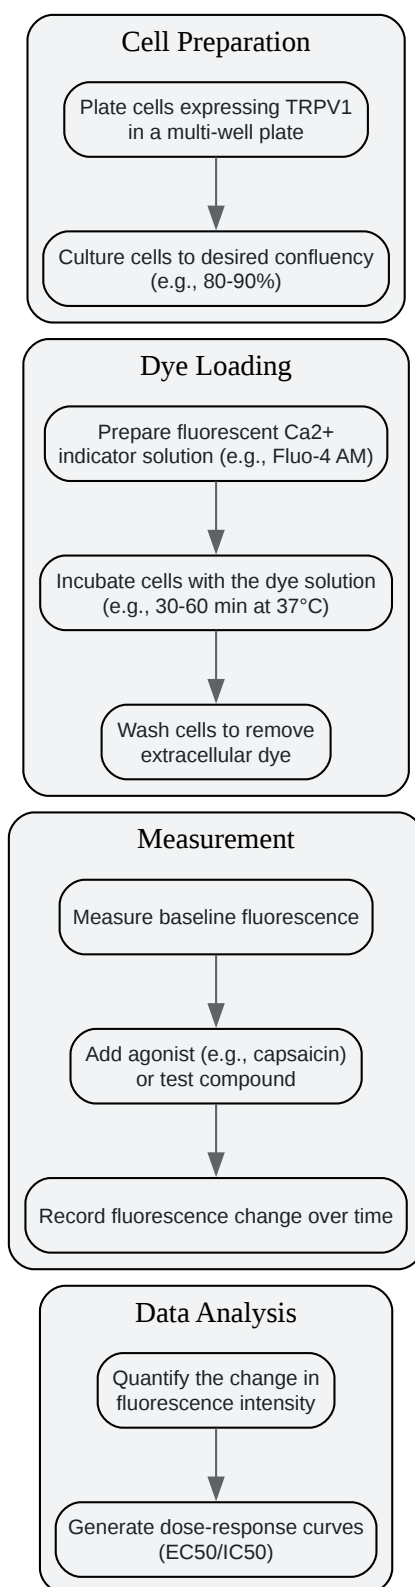 Cell Preparation
Plate cells expressing TRPV1
in a multi-well plate
Culture cells to desired confluency
(e.g., 80-90%)
Dye Loading
Prepare fluorescent Ca2+
indicator solution (e.g., Fluo-4 AM)
Incubate cells with the dye solution
(e.g., 30-60 min at 37°C)
Wash cells to remove
extracellular dye
Measurement
Measure baseline fluorescence
Add agonist (e.g., capsaicin)
or test compound
Record fluorescence change over time
Data Analysis
Quantify the change in
fluorescence intensity
Generate dose-response curves
(EC50/IC50)